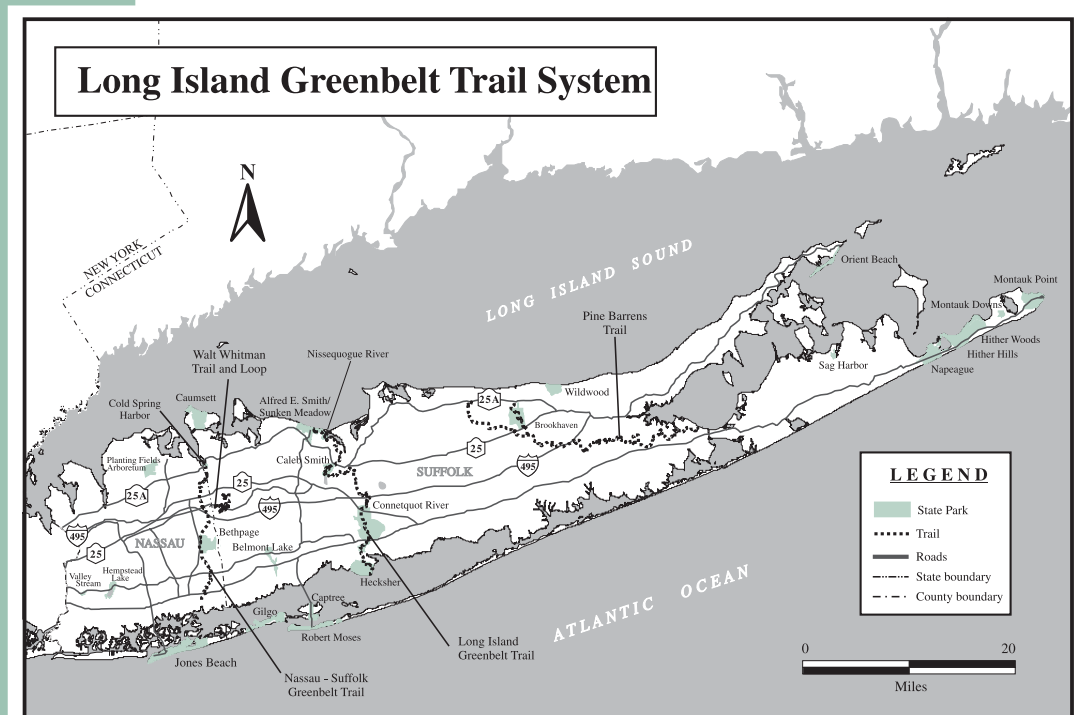 Long Island Greenbelt Trail System
N
NEW YORK
CONNECTICUT
LONG ISLAND SOUND
Orient Beach
Montauk Point
Montauk Downs
Hither Woods
Hither Hills
Napeague
Sag Harbor
Pine Barrens
Trail
Walt Whitman
Trail and Loop
Nissequogue River
Cold Spring
Harbor
Caumsett
Alfred E. Smith/
Sunken Meadow
Wildwood
25A
Brookhaven
Planting Fields
Arboretum
Caleb Smith
25
SUFFOLK
495
25A
25
495
Connetquot River
495
25
NASSAU
Bethpage
Belmont Lake
Valley
Stream
Hempstead
Lake
Hecksher
Captree
Gilgo
Robert Moses
Jones Beach
Long Island
Greenbelt Trail
Nassau - Suffolk
Greenbelt Trail
ATLANTIC OCEAN
LEGEND
State Park
Trail
Roads
State boundary
County boundary
0 20
Miles